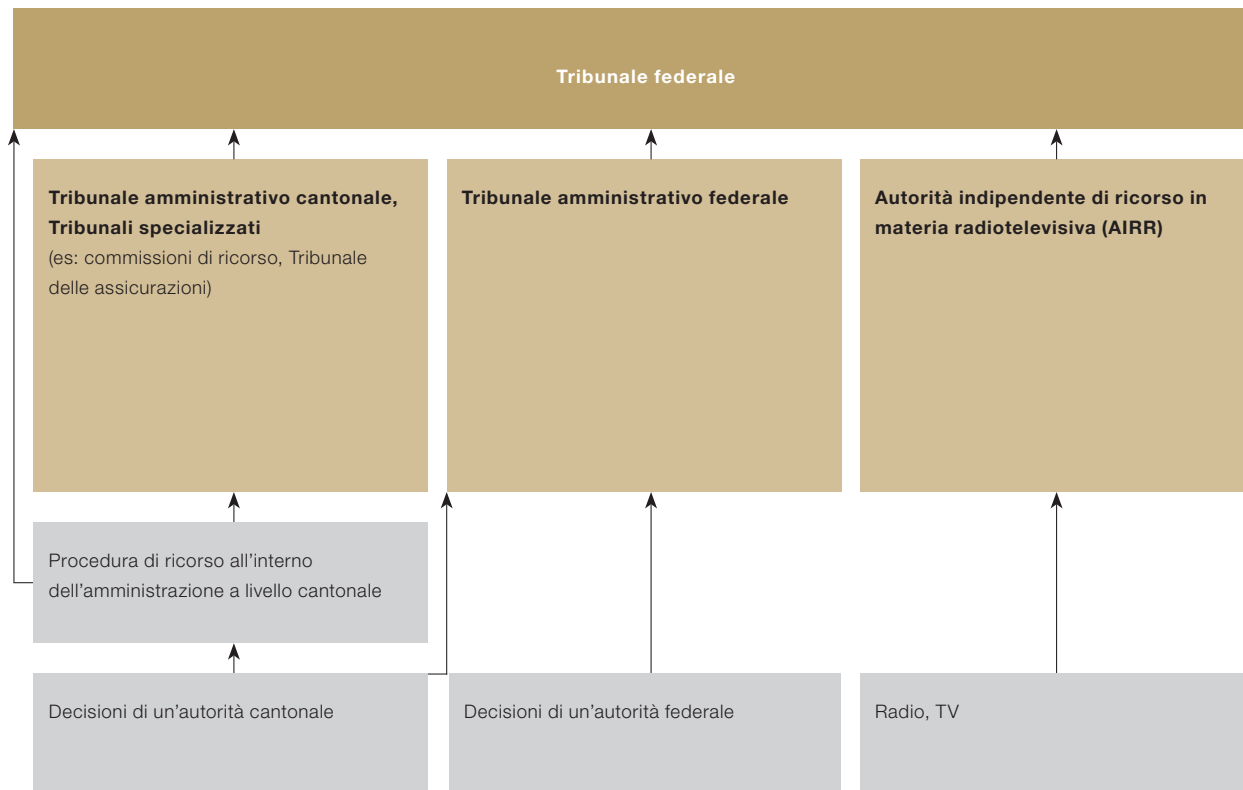 Tribunale federale
Tribunale amministrativo cantonale,
Tribunali specializzati
(es: commissioni di ricorso, Tribunale
delle assicurazioni)
Tribunale amministrativo federale
Autorità indipendente di ricorso in
materia radiotelevisiva (AIRR)
Procedura di ricorso all’interno
dell’amministrazione a livello cantonale
Decisioni di un’autorità cantonale
Decisioni di un’autorità federale
Radio, TV